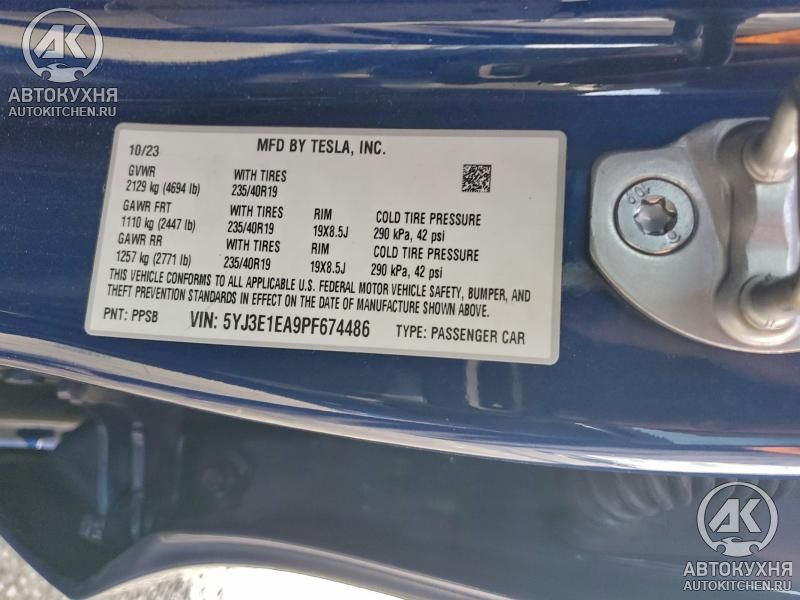 AK
АВТОКУХНЯ
AUTOKITCHEN.RU
10/23 MFD BY TESLA, INC.
GVWR WITH TIRES
2129 kg (4694 lb) 235/40R19
GAWR FRT WITH TIRES RIM COLD TIRE PRESSURE
1110 kg (2447 lb) 235/40R19 19X8.5J 290 kPa, 42 psi
GAWR RR WITH TIRES RIM COLD TIRE PRESSURE
1257 kg (2771 lb) 235/40R19 19X8.5J 290 kPa, 42 psi
THIS VEHICLE CONFORMS TO ALL APPLICABLE U.S. FEDERAL MOTOR VEHICLE SAFETY, BUMPER, AND
THEFT PREVENTION STANDARDS IN EFFECT ON THE DATE OF MANUFACTURE SHOWN ABOVE.
PNT: PPSB VIN: 5YJ3E1EA9PF674486 TYPE: PASSENGER CAR
AK
АВТОКУХНЯ
AUTOKITCHEN.RU